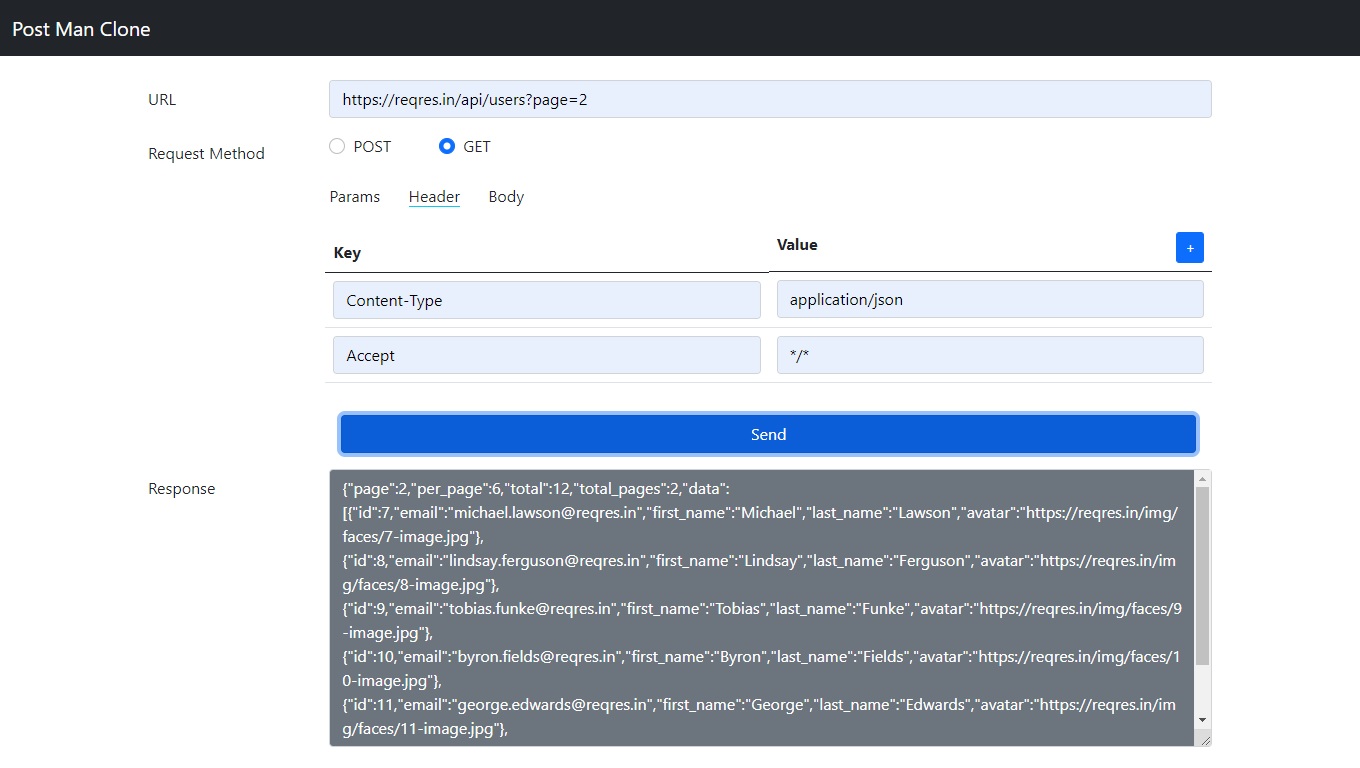 Post Man Clone
URL
https://reqres.in/api/users?page=2
Request Method
POST
GET
Params Header Body
Key Value +
Content-Type application/json
Accept */*
Send
Response
{"page":2,"per_page":6,"total":12,"total_pages":2,"data":
[{"id":7,"email":"michael.lawson@reqres.in","first_name":"Michael","last_name":"Lawson","avatar":"https://reqres.in/img/
faces/7-image.jpg"},
{"id":8,"email":"lindsay.ferguson@reqres.in","first_name":"Lindsay","last_name":"Ferguson","avatar":"https://reqres.in/im
g/faces/8-image.jpg"},
{"id":9,"email":"tobias.funke@reqres.in","first_name":"Tobias","last_name":"Funke","avatar":"https://reqres.in/img/faces/9
-image.jpg"},
{"id":10,"email":"byron.fields@reqres.in","first_name":"Byron","last_name":"Fields","avatar":"https://reqres.in/img/faces/1
0-image.jpg"},
{"id":11,"email":"george.edwards@reqres.in","first_name":"George","last_name":"Edwards","avatar":"https://reqres.in/im
g/faces/11-image.jpg"},